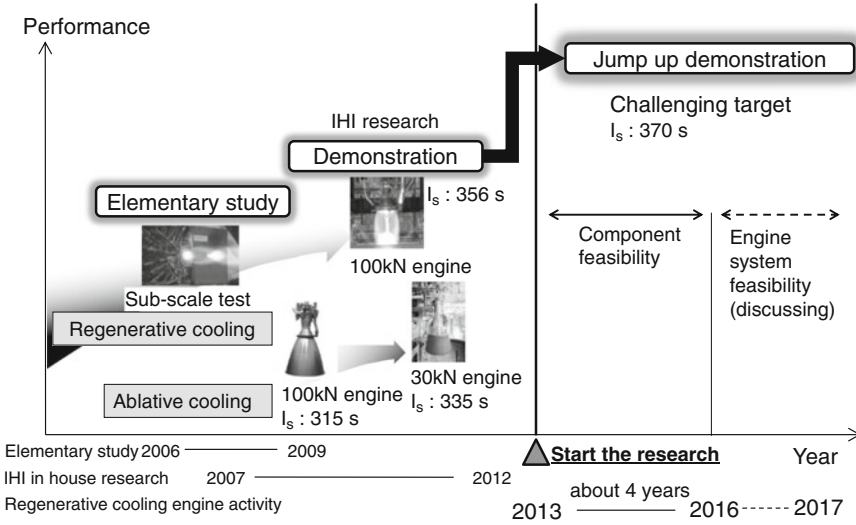 Performance
Jump up demonstration
Challenging target
Is : 370 s
IHI research
Demonstration
Is : 356 s
Elementary study
100kN engine
Sub-scale test
Component
feasibility
Engine
system
feasibility
(discussing)
Regenerative cooling
Ablative cooling
100kN engine
Is : 315 s
30kN engine
Is : 335 s
Elementary study 2006 2009
Start the research
Year
IHI in house research 2007 2012
Regenerative cooling engine activity
2013 about 4 years 2016 2017